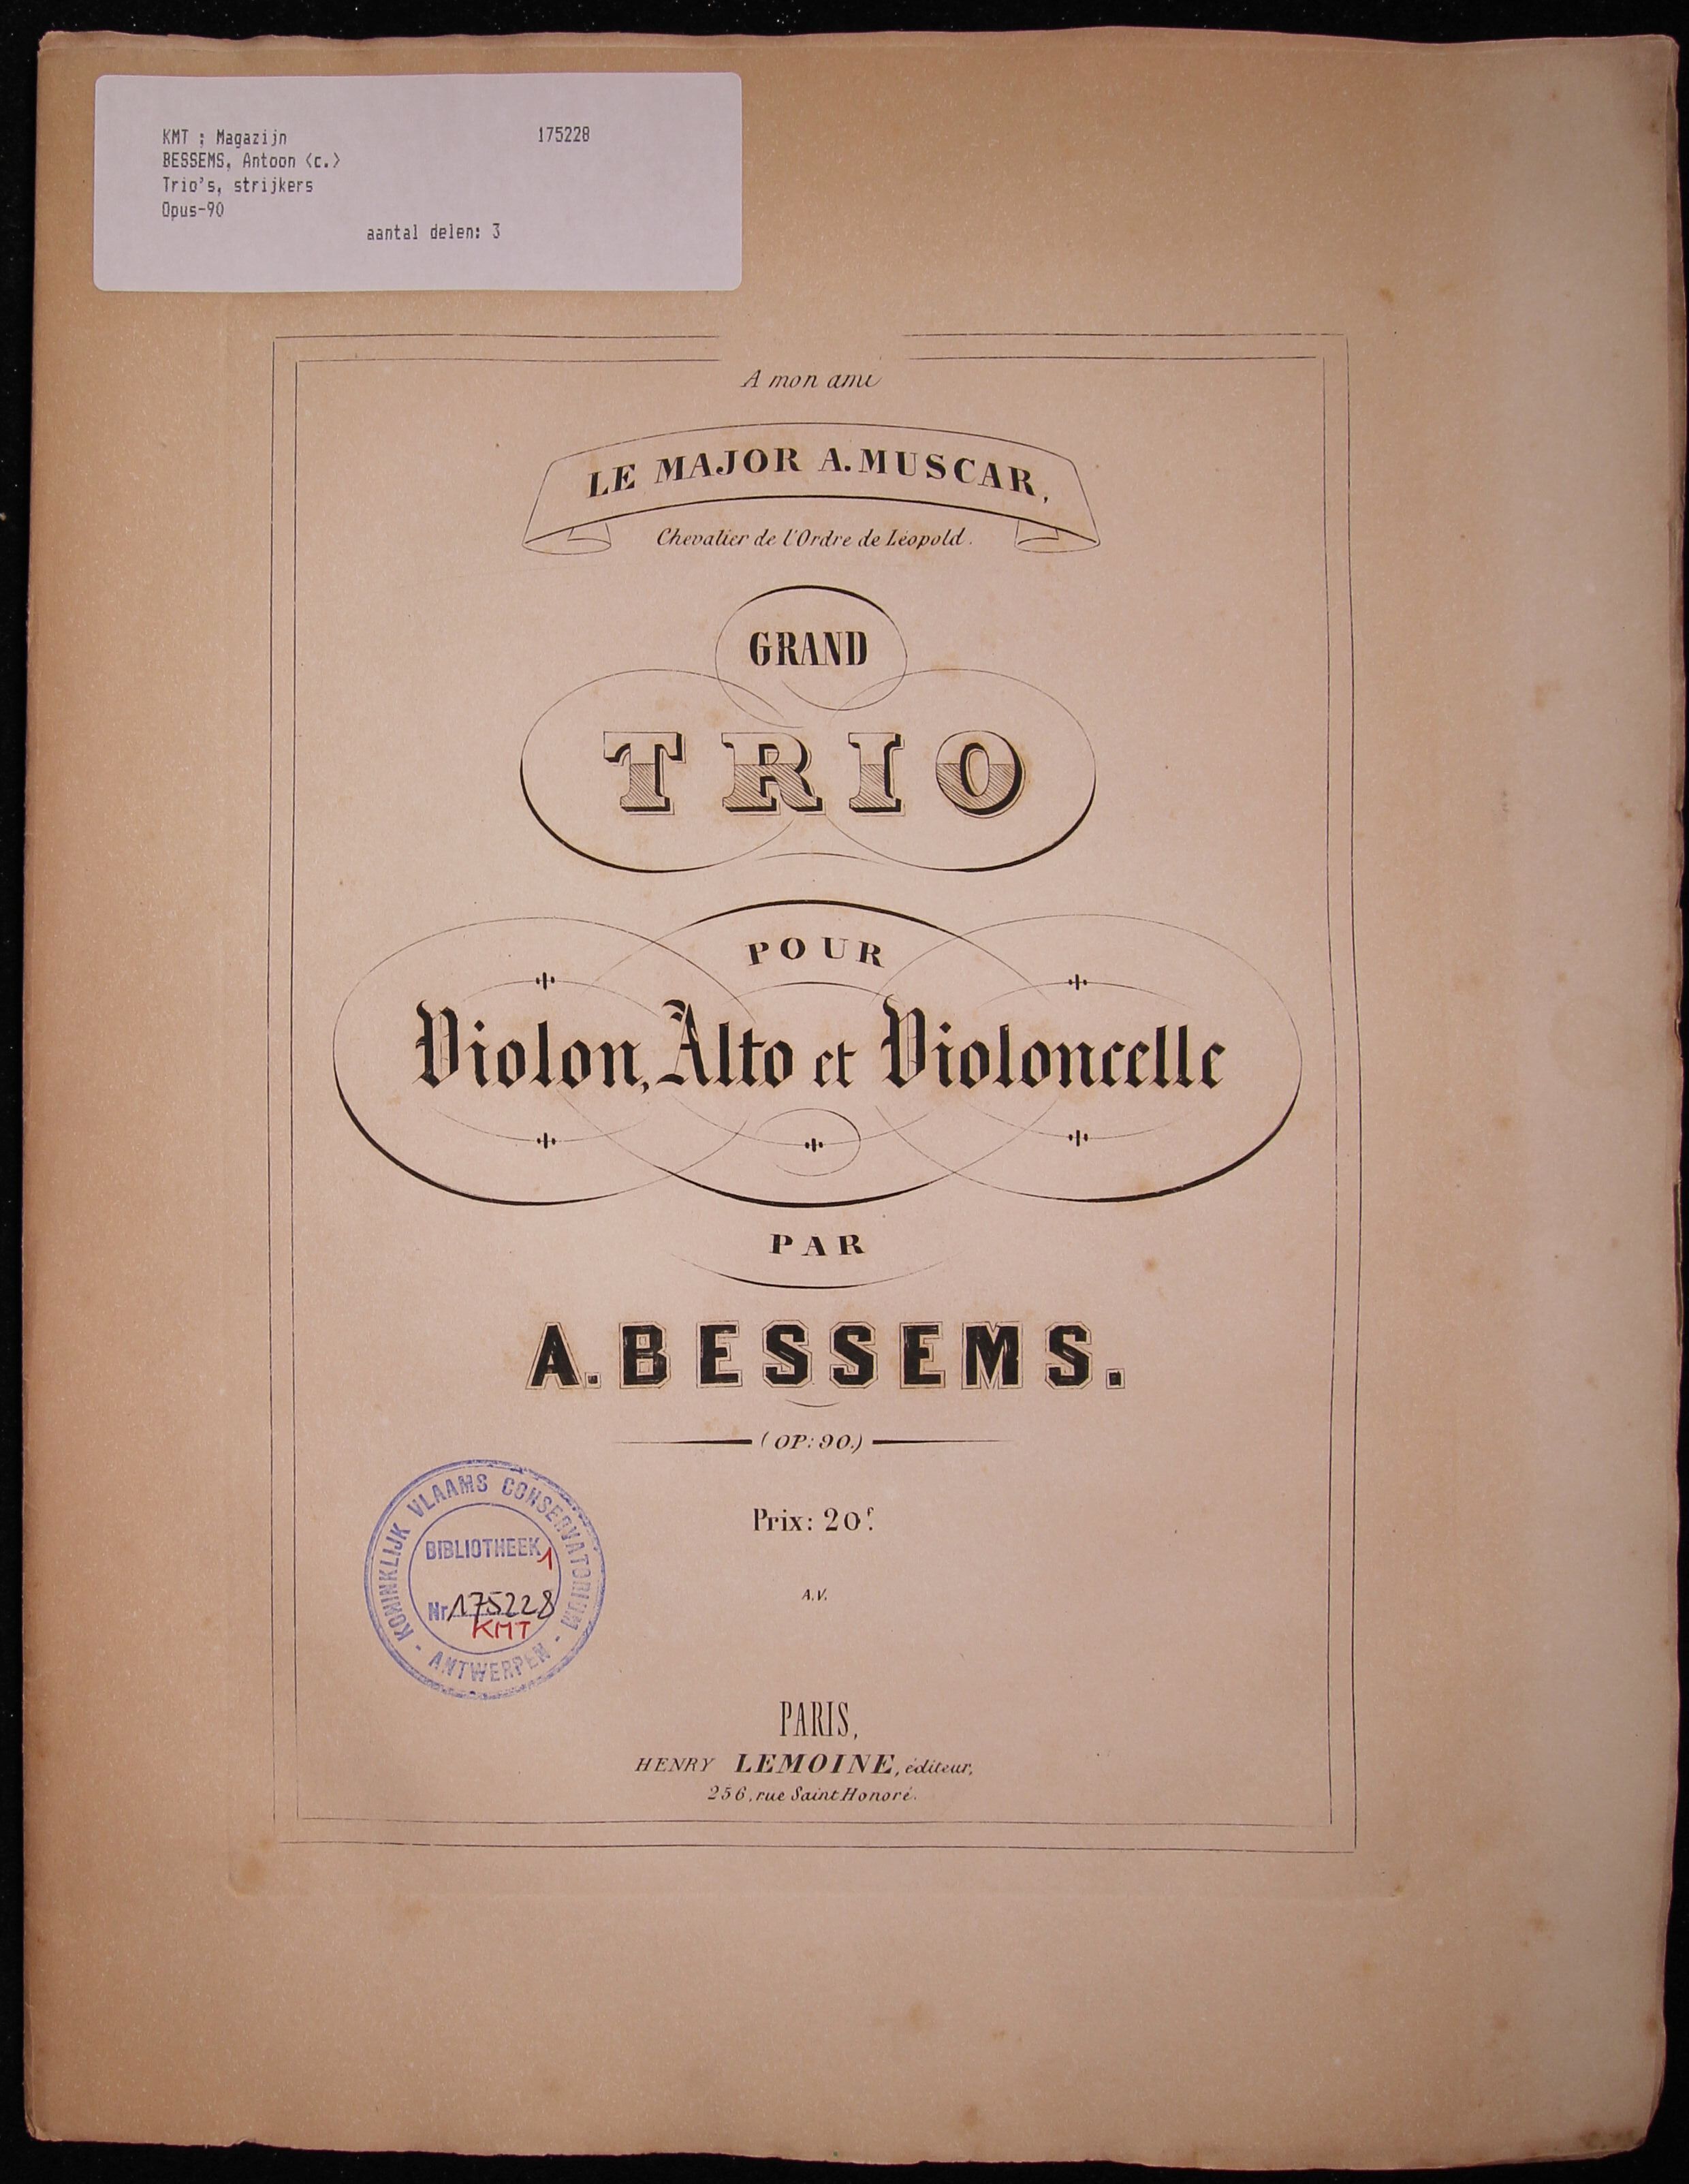 KMT ; Magazijn 175228
BESSEMS, Antoon <c.>
Trio's, strijkers
Opus-90
aantal delen: 3
A mon ami
LE MAJOR A. MUSCAR,
Chevalier de l'Ordre de Léopold.
GRAND
TRIO
POUR
Violon, Alto et Violoncelle
PAR
A. BESSEMS.
(OP: 90.)
Prix: 20f.
A.V.
KONINKLIJK VLAAMS CONSERVATORIUM - ANTWERPEN -
BIBLIOTHEEK 1
Nr 175228
KMT
PARIS,
HENRY LEMOINE, éditeur,
256, rue Saint Honoré.